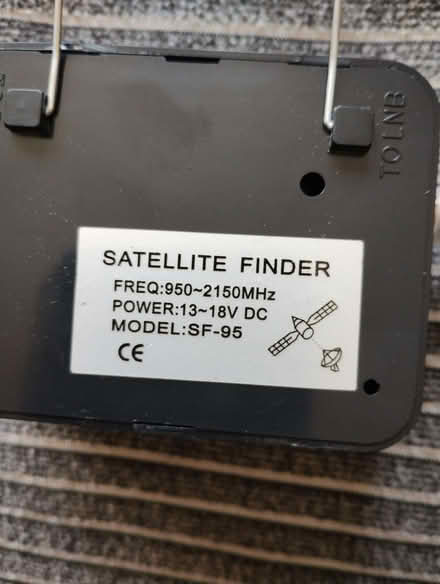 TO LNB
SATELLITE FINDER
FREQ:950~2150MHz
POWER:13~18V DC
MODEL:SF-95
CE